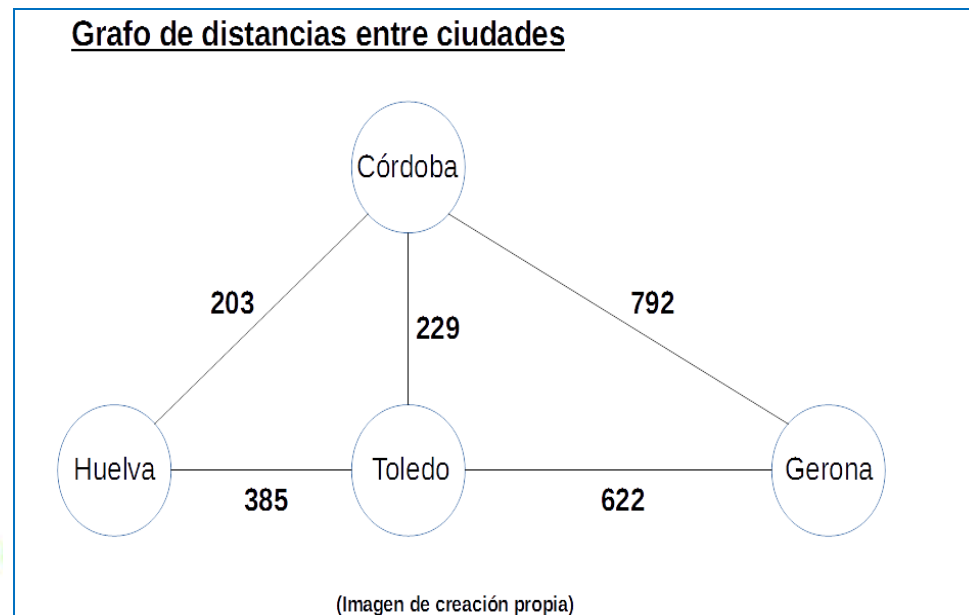 Grafo de distancias entre ciudades
Córdoba
203
792
229
Huelva
Toledo
Gerona
385
622
(Imagen de creación propia)